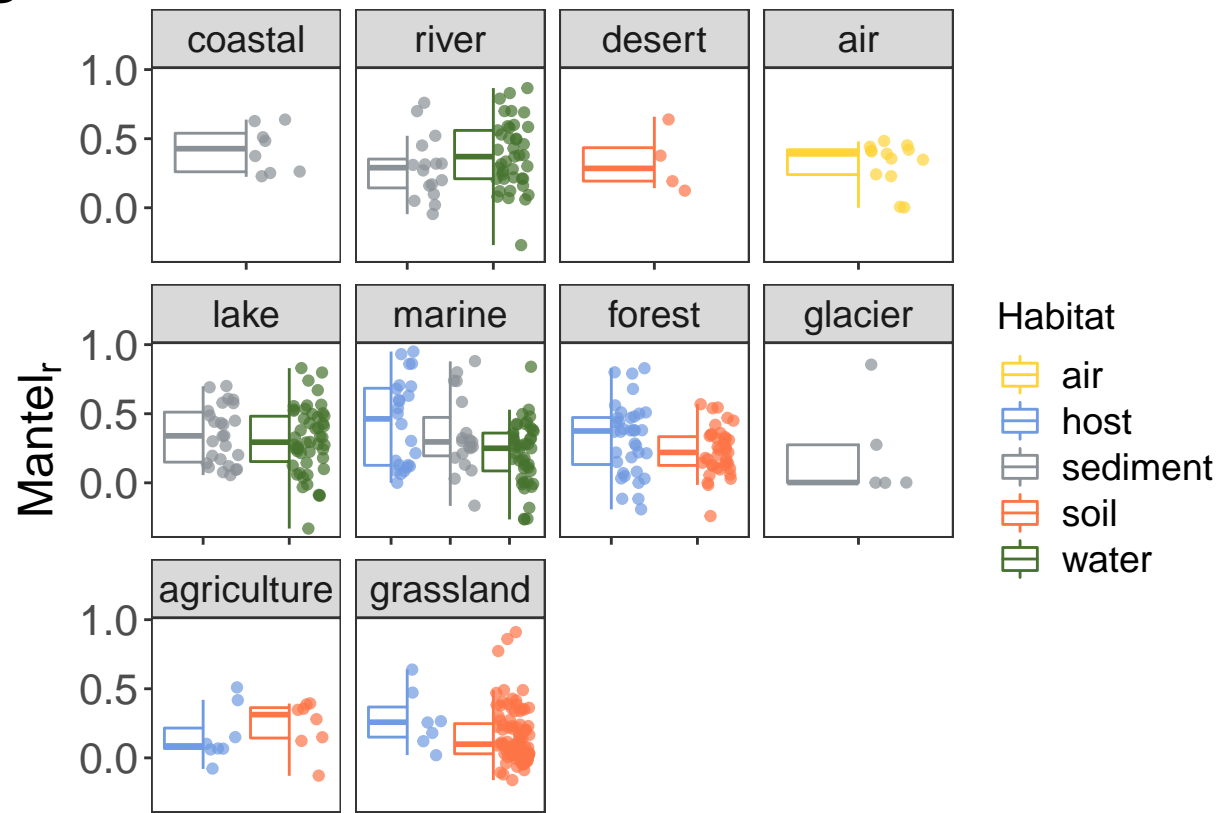 coastal river desert air
1.0
0.5
0.0
lake marine forest glacier
1.0
0.5
0.0
agriculture grassland
1.0
0.5
0.0
Mantelr
Habitat
air
host
sediment
soil
water